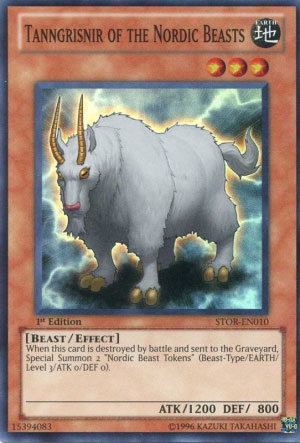 TANNGRISNIR OF THE NORDIC BEASTS
EARTH
地
1st Edition
STOR-EN010
[BEAST/EFFECT]
When this card is destroyed by battle and sent to the Graveyard,
Special Summon 2 "Nordic Beast Tokens" (Beast-Type/EARTH/
Level 3/ATK 0/DEF 0).
ATK/1200 DEF/ 800
15394083
©1996 KAZUKI TAKAHASHI